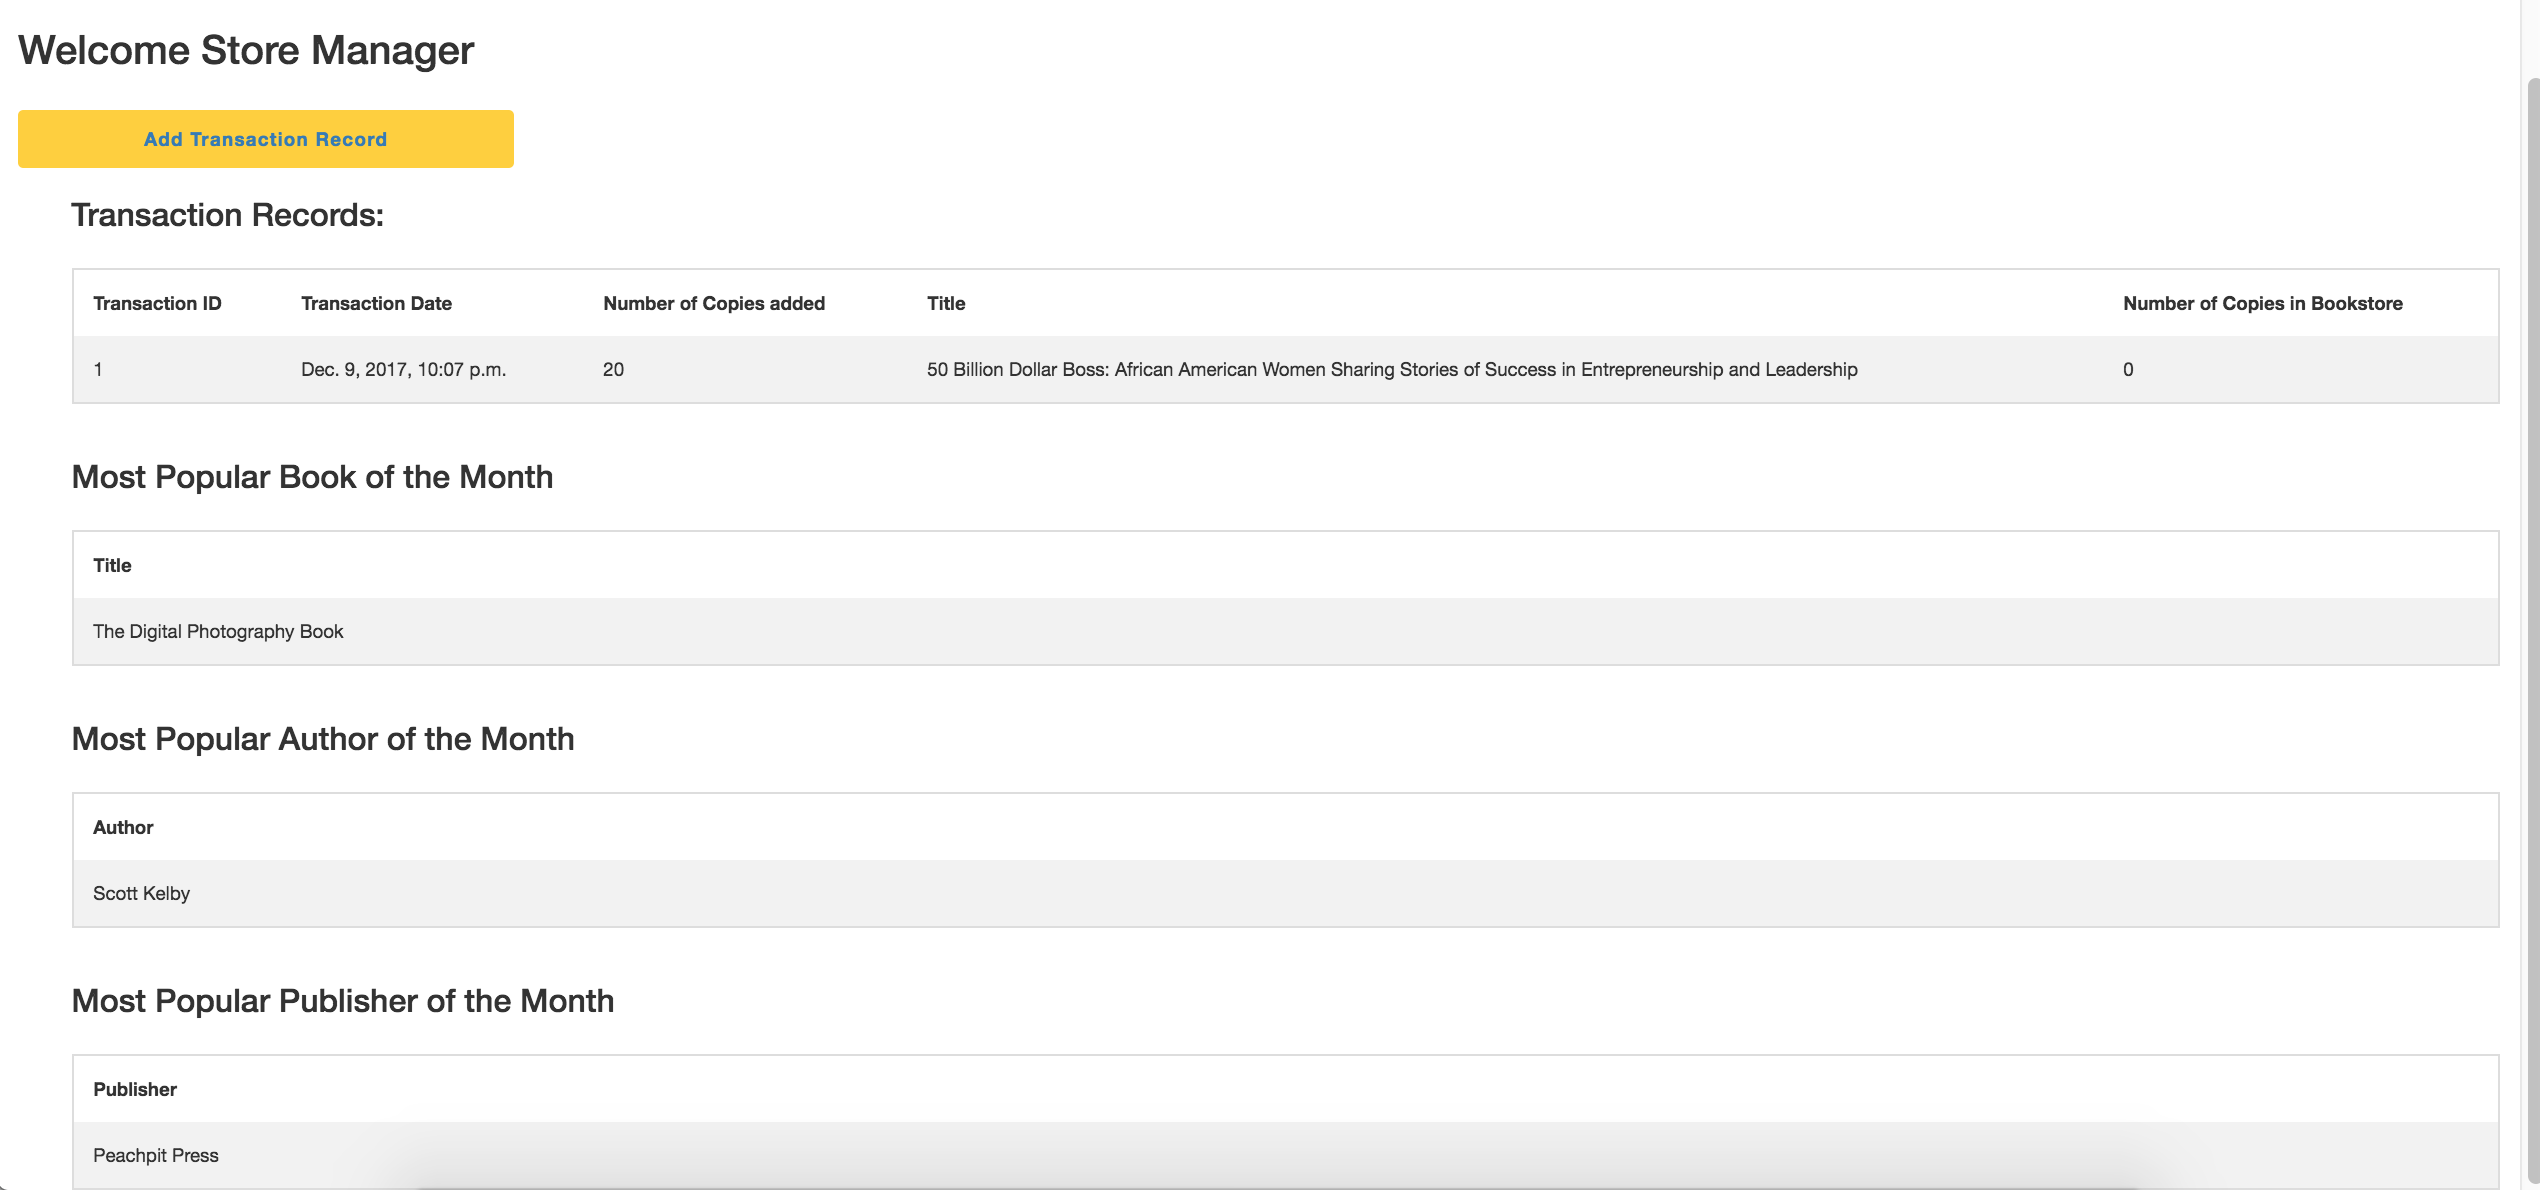 Welcome Store Manager
Add Transaction Record
Transaction Records:
Transaction ID Transaction Date Number of Copies added Title Number of Copies in Bookstore
1 Dec. 9, 2017, 10:07 p.m. 20 50 Billion Dollar Boss: African American Women Sharing Stories of Success in Entrepreneurship and Leadership 0
Most Popular Book of the Month
Title
The Digital Photography Book
Most Popular Author of the Month
Author
Scott Kelby
Most Popular Publisher of the Month
Publisher
Peachpit Press